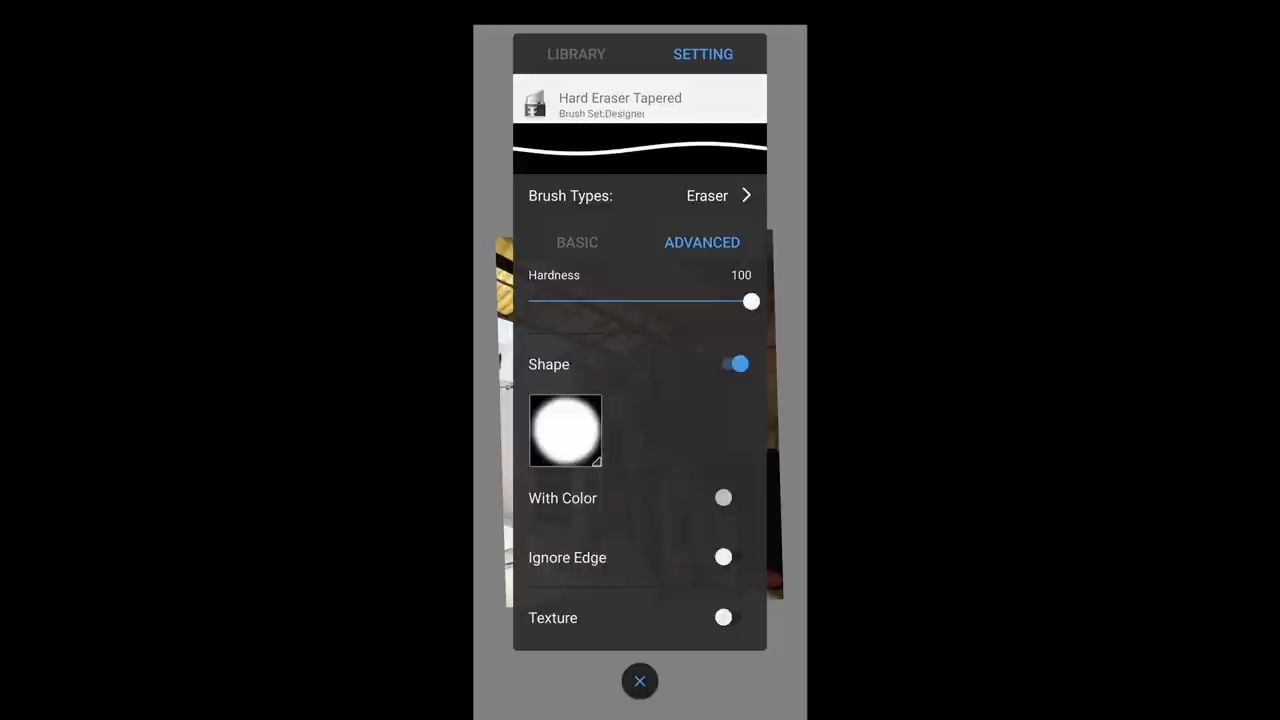 LIBRARY SETTING
Hard Eraser Tapered
Brush Set:Designer
Brush Types: Eraser
BASIC ADVANCED
Hardness 100
Shape
With Color
Ignore Edge
Texture